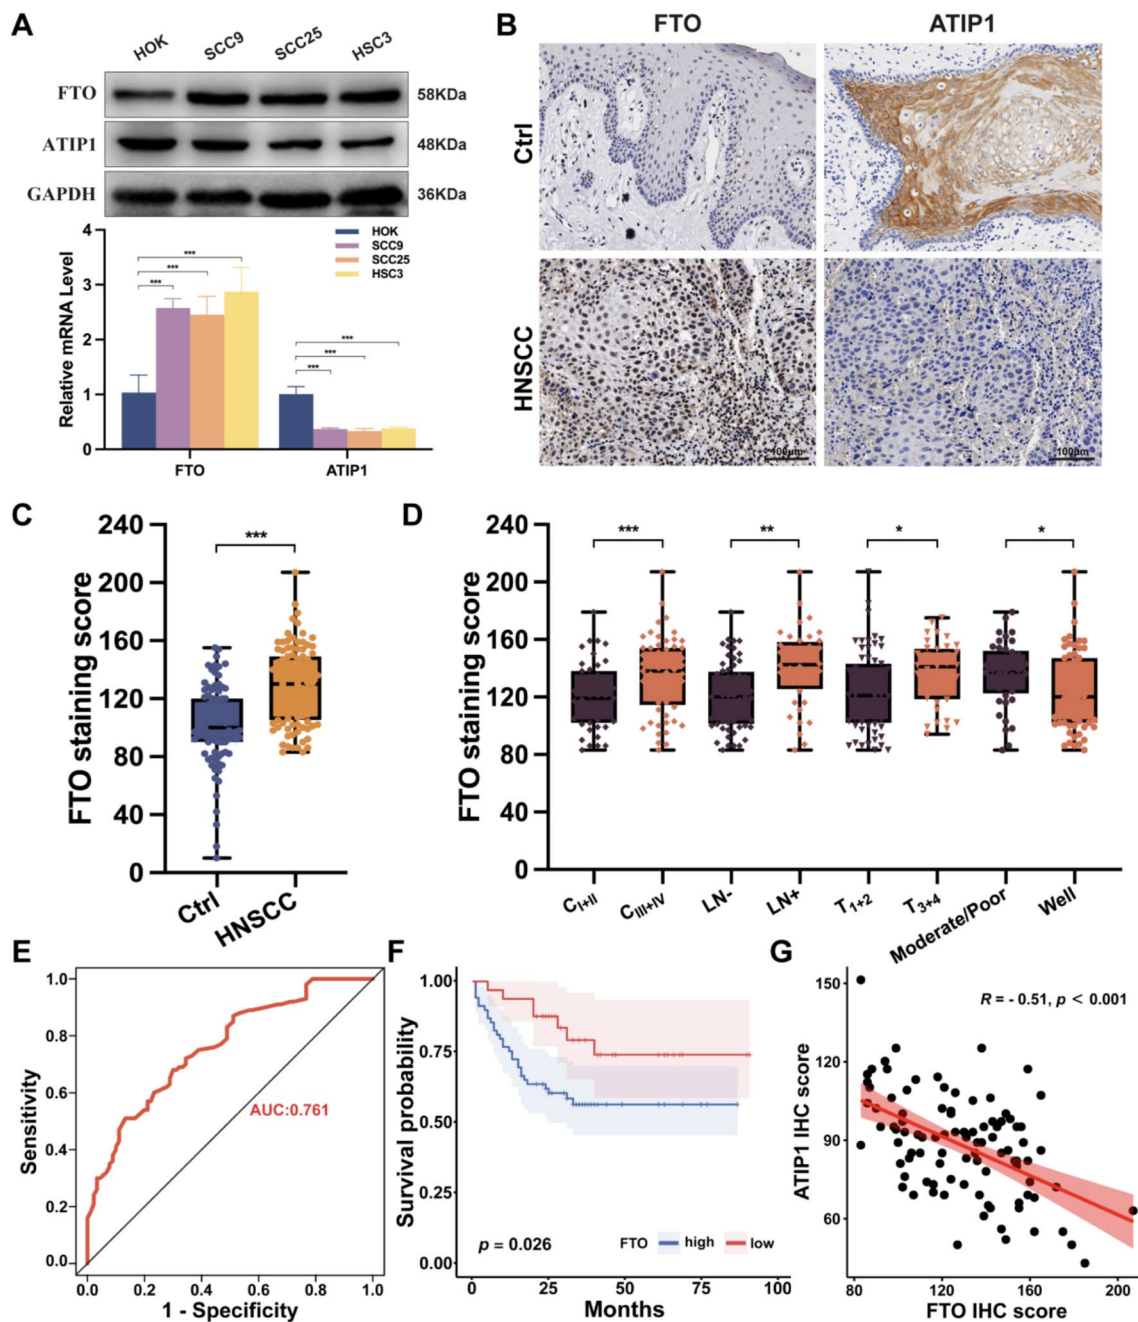 A
HOK SCC9 SCC25 HSC3
FTO 58KDa
ATIP1 48KDa
GAPDH 36KDa
Relative mRNA Level
4
3
2
1
0
HOK
SCC9
SCC25
HSC3
*** *** ***
*** *** ***
FTO ATIP1
B
FTO ATIP1
Ctrl
HNSCC
100μm 100μm
C
FTO staining score
240
200
160
120
80
40
0
***
Ctrl HNSCC
D
FTO staining score
240
200
160
120
80
40
0
*** ** * *
CI+II CIII+IV LN- LN+ T1+2 T3+4 Moderate/Poor Well
E
Sensitivity
1.0
0.8
0.6
0.4
0.2
0.0
AUC:0.761
0.0 0.2 0.4 0.6 0.8 1.0
1 - Specificity
F
Survival probability
1.00
0.75
0.50
0.25
0.00
p = 0.026
FTO high low
0 25 50 75 100
Months
G
ATIP1 IHC score
150
120
90
60
R = - 0.51, p < 0.001
80 120 160 200
FTO IHC score